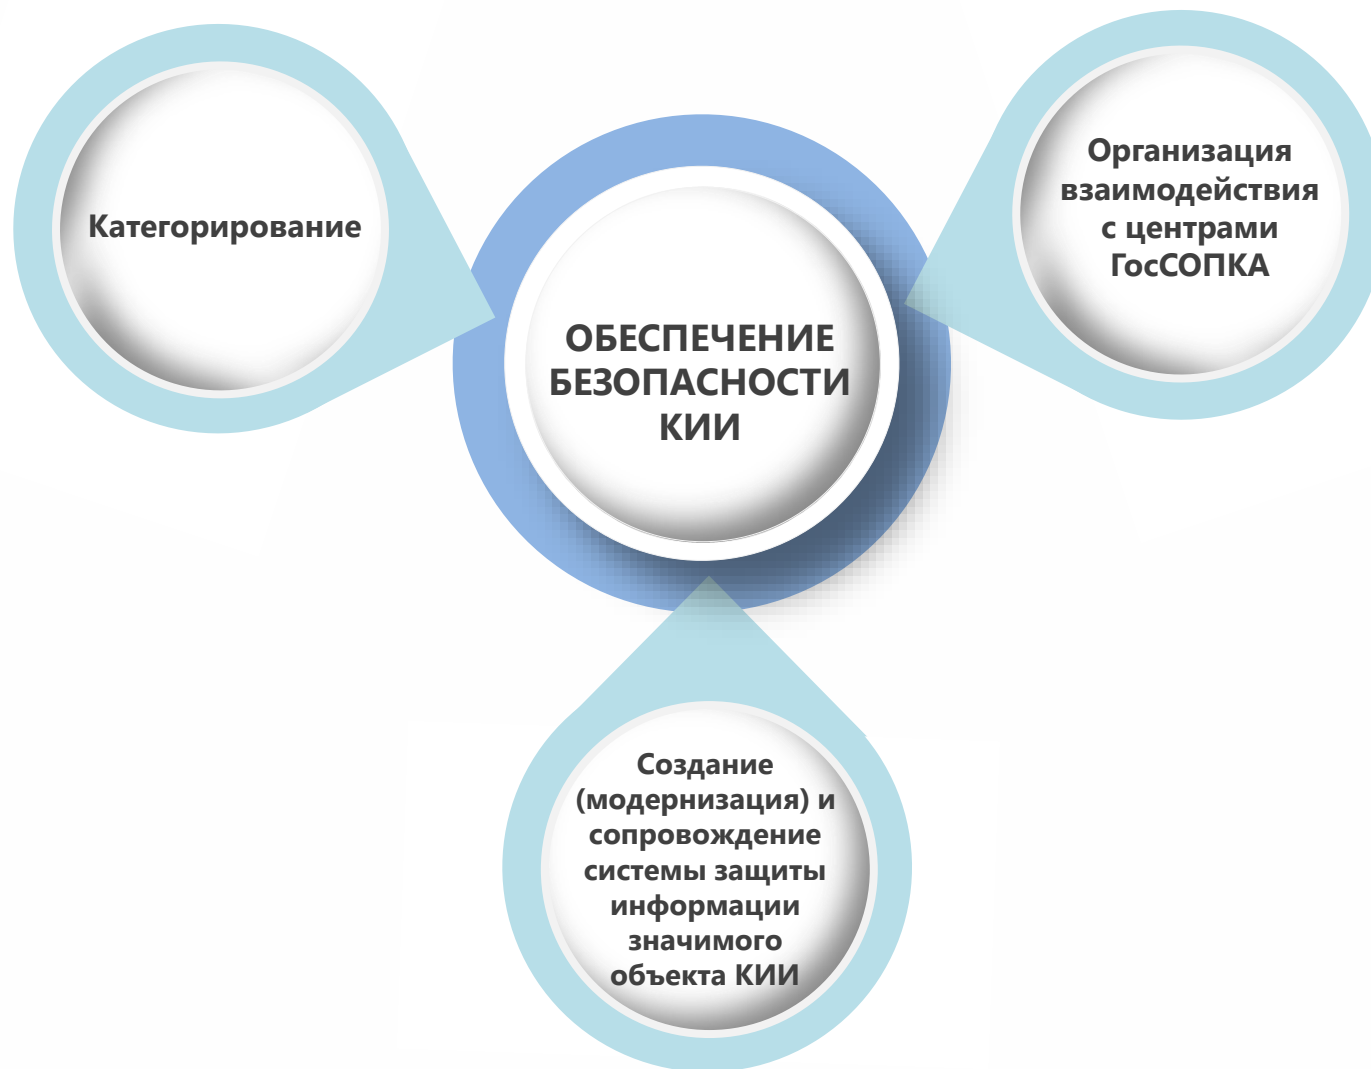 Категорирование
Организация
взаимодействия
с центрами
ГосСОПКА
ОБЕСПЕЧЕНИЕ
БЕЗОПАСНОСТИ
КИИ
Создание
(модернизация) и
сопровождение
системы защиты
информации
значимого
объекта КИИ